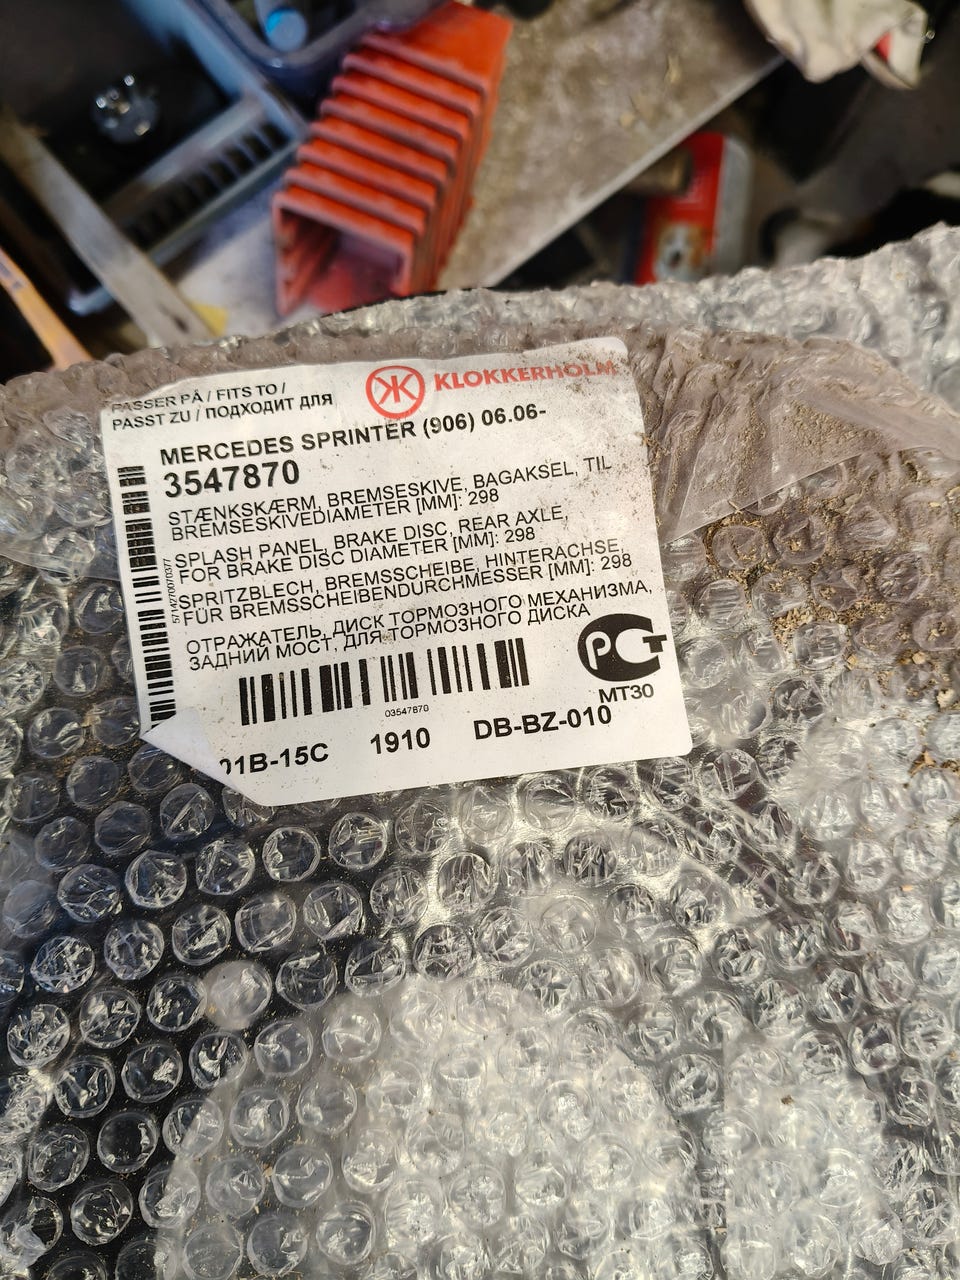 PASSER PÅ / FITS TO /
PASST ZU / ПОДХОДИТ ДЛЯ
KLOKKERHOLM
MERCEDES SPRINTER (906) 06.06-
3547870
STÆNKSKÆRM, BREMSESKIVE, BAGAKSEL, TIL
BREMSESKIVEDIAMETER [MM]: 298
SPLASH PANEL, BRAKE DISC, REAR AXLE,
FOR BRAKE DISC DIAMETER [MM]: 298
SPRITZBLECH, BREMSSCHEIBE, HINTERACHSE,
FÜR BREMSSCHEIBENDURCHMESSER [MM]: 298
ОТРАЖАТЕЛЬ, ДИСК ТОРМОЗНОГО МЕХАНИЗМА,
ЗАДНИЙ МОСТ, ДЛЯ ТОРМОЗНОГО ДИСКА
РСТ
MT30
03547870
01B-15C 1910 DB-BZ-010